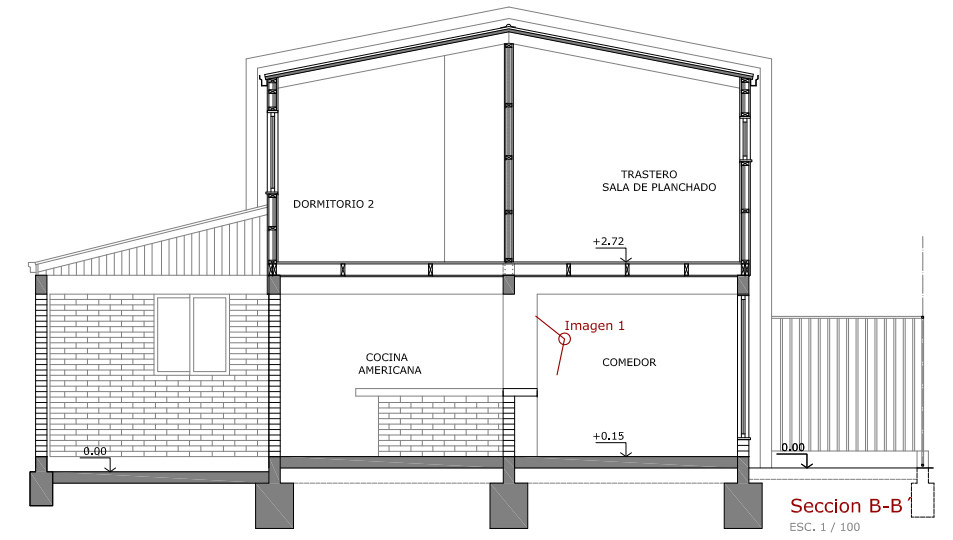 TRASTERO
SALA DE PLANCHADO
DORMITORIO 2
+2.72
Imagen 1
COCINA
AMERICANA
COMEDOR
+0.15
0.00
0.00
Seccion B-B´
ESC. 1 / 100